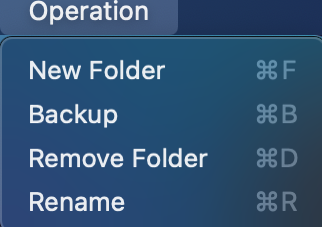 Operation
New Folder ⌘F
Backup ⌘B
Remove Folder ⌘D
Rename ⌘R